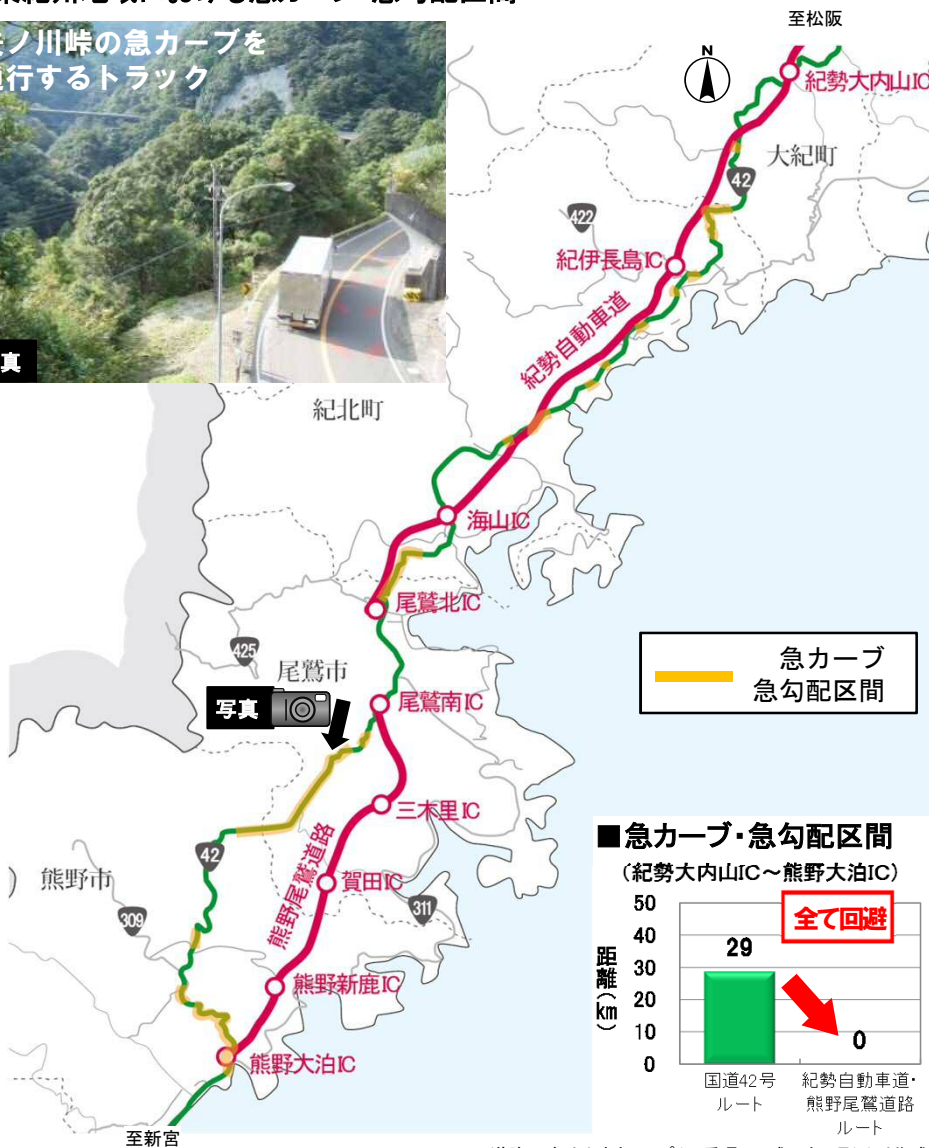 矢ノ川峠の急カーブを
通行するトラック
真
至松阪
N
紀勢大内山IC
大紀町
42
422
紀伊長島IC
紀勢自動車道
紀北町
海山IC
尾鷲北IC
425
尾鷲市
写真
尾鷲南IC
急カーブ
急勾配区間
三木里IC
42
熊野尾鷲道路
熊野市
賀田IC
309
311
熊野新鹿IC
熊野大泊IC
至新宮
■急カーブ・急勾配区間
(紀勢大内山IC～熊野大泊IC)
50
40
30
20
10
0
距離(km)
全て回避
29
0
国道42号
ルート
紀勢自動車道・
熊野尾鷲道路
ルート